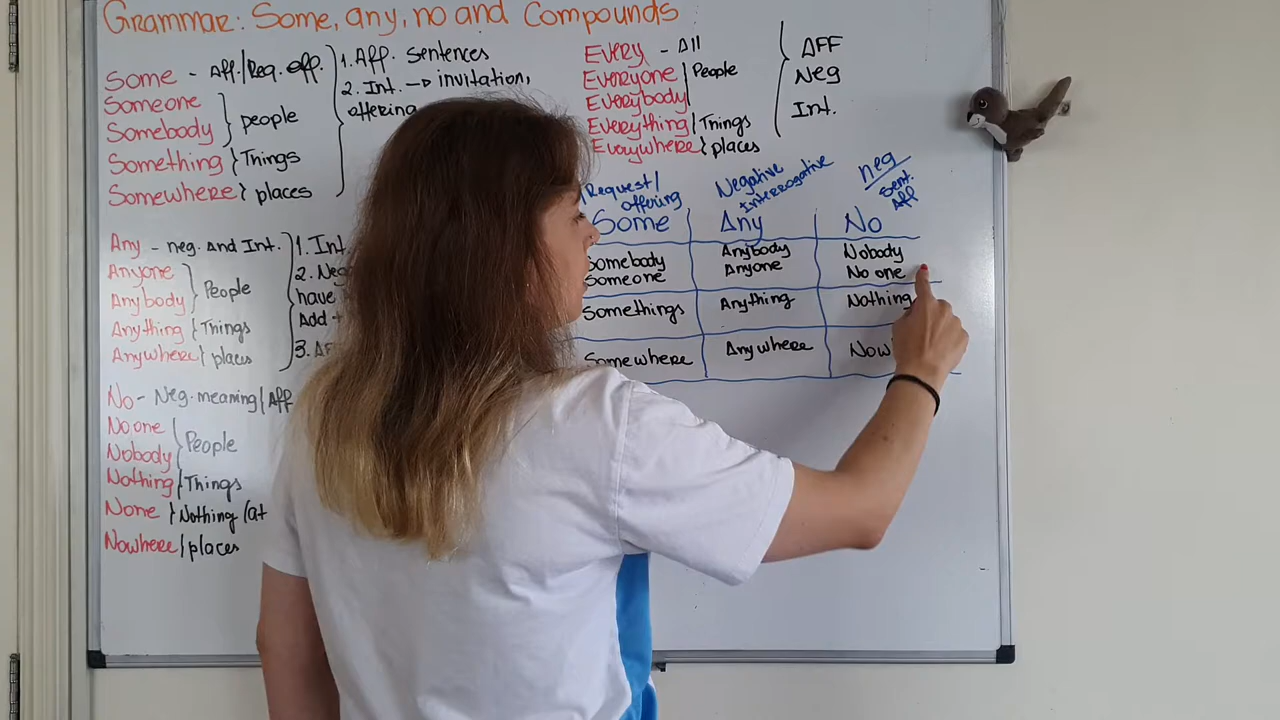 Grammar: Some, any, no and Compounds
Some - Aff./Req. off.
Someone
Somebody
people
Something } Things
Somewhere } places
1. Aff. Sentences
2. Int. → invitation,
offering
Every - All
Everyone
Everybody
People
Everything / Things
Everywhere } places
AFF
Neg
Int.
Any - neg. and Int.
Anyone
Anybody
People
Anything } Things
Anywhere } places
1. Int
2. Neg
have
Add +
3.
No - Neg. meaning / Aff
No one
Nobody
People
Nothing / Things
None } Nothing (at
Nowhere / places
Request/ offering
Negative Interrogative
neg
Sent. Aff
Some Any No
Somebody Anybody Nobody
Someone Anyone No one
Somethings Anything Nothing
Somewhere Anywhere